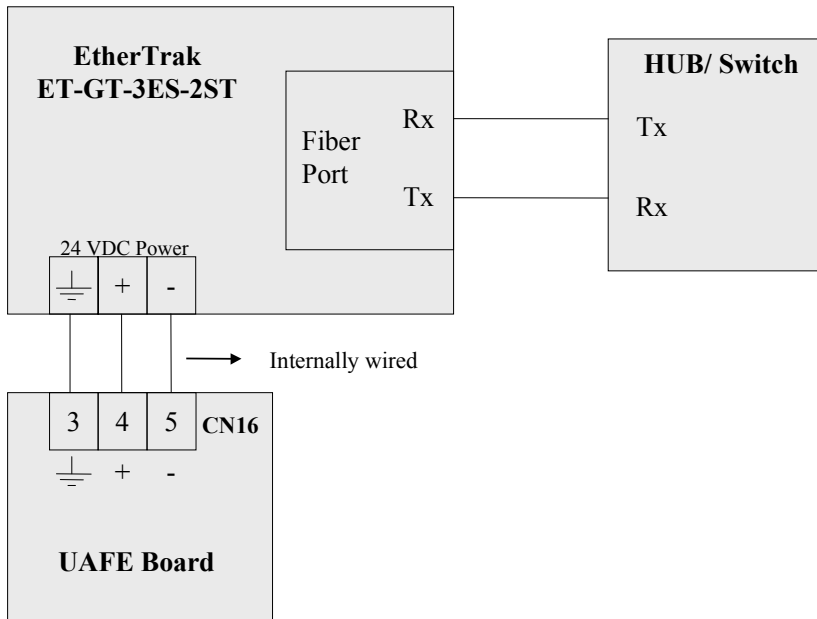 EtherTrak
ET-GT-3ES-2ST
HUB/ Switch
Fiber
Port
Rx
Tx
Tx
Rx
24 VDC Power
+
-
Internally wired
3
4
5
CN16
+
-
UAFE Board